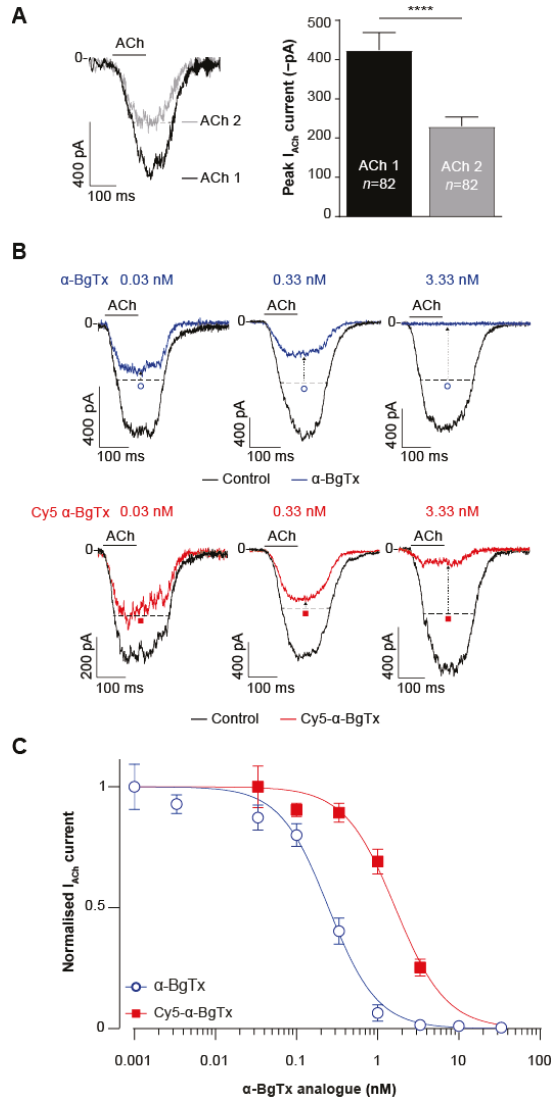 A
ACh
0
ACh 2
ACh 1
400 pA
100 ms
****
Peak IACh current (−pA)
500
400
300
200
100
0
ACh 1
n=82
ACh 2
n=82
B
α-BgTx 0.03 nM 0.33 nM 3.33 nM
ACh ACh ACh
0 0 0
400 pA 400 pA 400 pA
100 ms 100 ms 100 ms
Control α-BgTx
Cy5 α-BgTx 0.03 nM 0.33 nM 3.33 nM
ACh ACh ACh
0 0 0
200 pA 400 pA 400 pA
100 ms 100 ms 100 ms
Control Cy5-α-BgTx
C
Normalised IACh current
1
0.5
0
α-BgTx
Cy5-α-BgTx
0.001 0.01 0.1 1 10 100
α-BgTx analogue (nM)